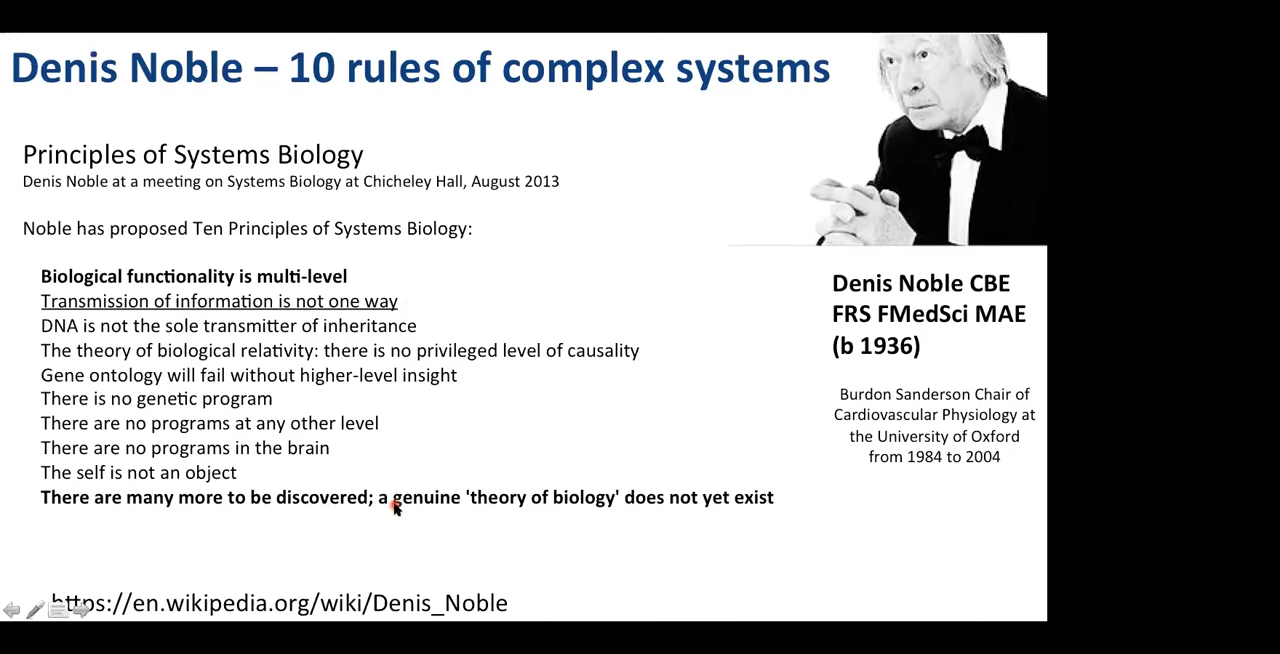 Denis Noble – 10 rules of complex systems
Principles of Systems Biology
Denis Noble at a meeting on Systems Biology at Chicheley Hall, August 2013
Noble has proposed Ten Principles of Systems Biology:
Biological functionality is multi-level
Transmission of information is not one way
DNA is not the sole transmitter of inheritance
The theory of biological relativity: there is no privileged level of causality
Gene ontology will fail without higher-level insight
There is no genetic program
There are no programs at any other level
There are no programs in the brain
The self is not an object
There are many more to be discovered; a genuine 'theory of biology' does not yet exist
Denis Noble CBE
FRS FMedSci MAE
(b 1936)
Burdon Sanderson Chair of
Cardiovascular Physiology at
the University of Oxford
from 1984 to 2004
https://en.wikipedia.org/wiki/Denis_Noble